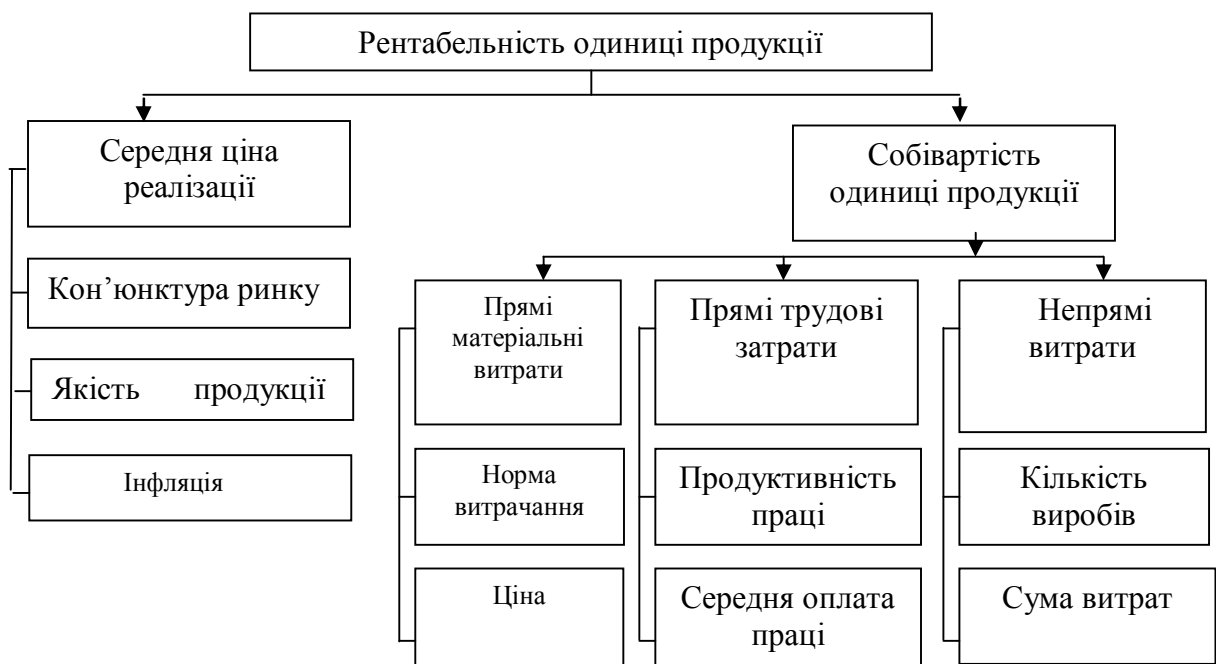 Рентабельність одиниці продукції
Середня ціна
реалізації
Собівартість
одиниці продукції
Кон’юнктура ринку
Якість продукції
Інфляція
Прямі
матеріальні
витрати
Прямі трудові
затрати
Непрямі
витрати
Норма
витрачання
Продуктивність
праці
Кількість
виробів
Ціна
Середня оплата
праці
Сума витрат